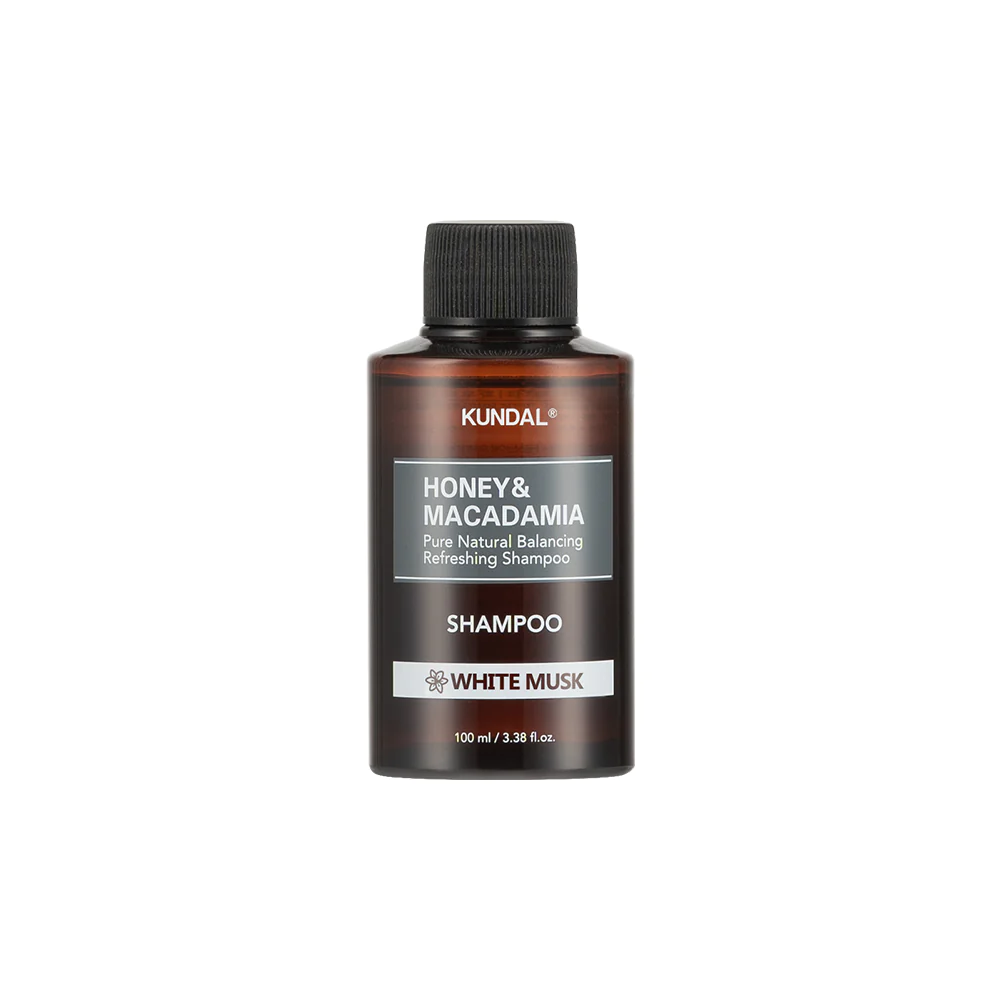 KUNDAL®
HONEY&
MACADAMIA
Pure Natural Balancing
Refreshing Shampoo
SHAMPOO
WHITE MUSK
100 ml / 3.38 fl.oz.